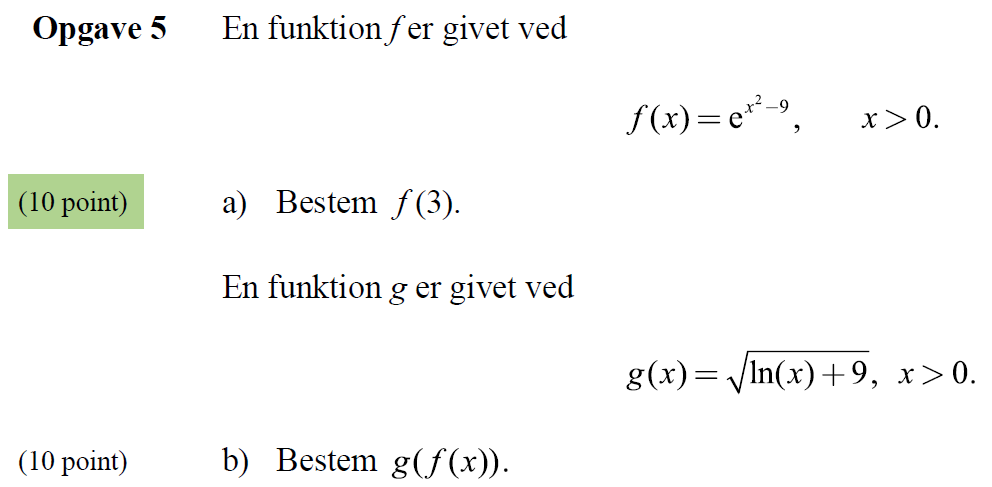 Opgave 5 En funktion f er givet ved
f(x) = e^{x^2−9}, x > 0.
(10 point) a) Bestem f(3).
En funktion g er givet ved
g(x) = √(ln(x) + 9), x > 0.
(10 point) b) Bestem g(f(x)).